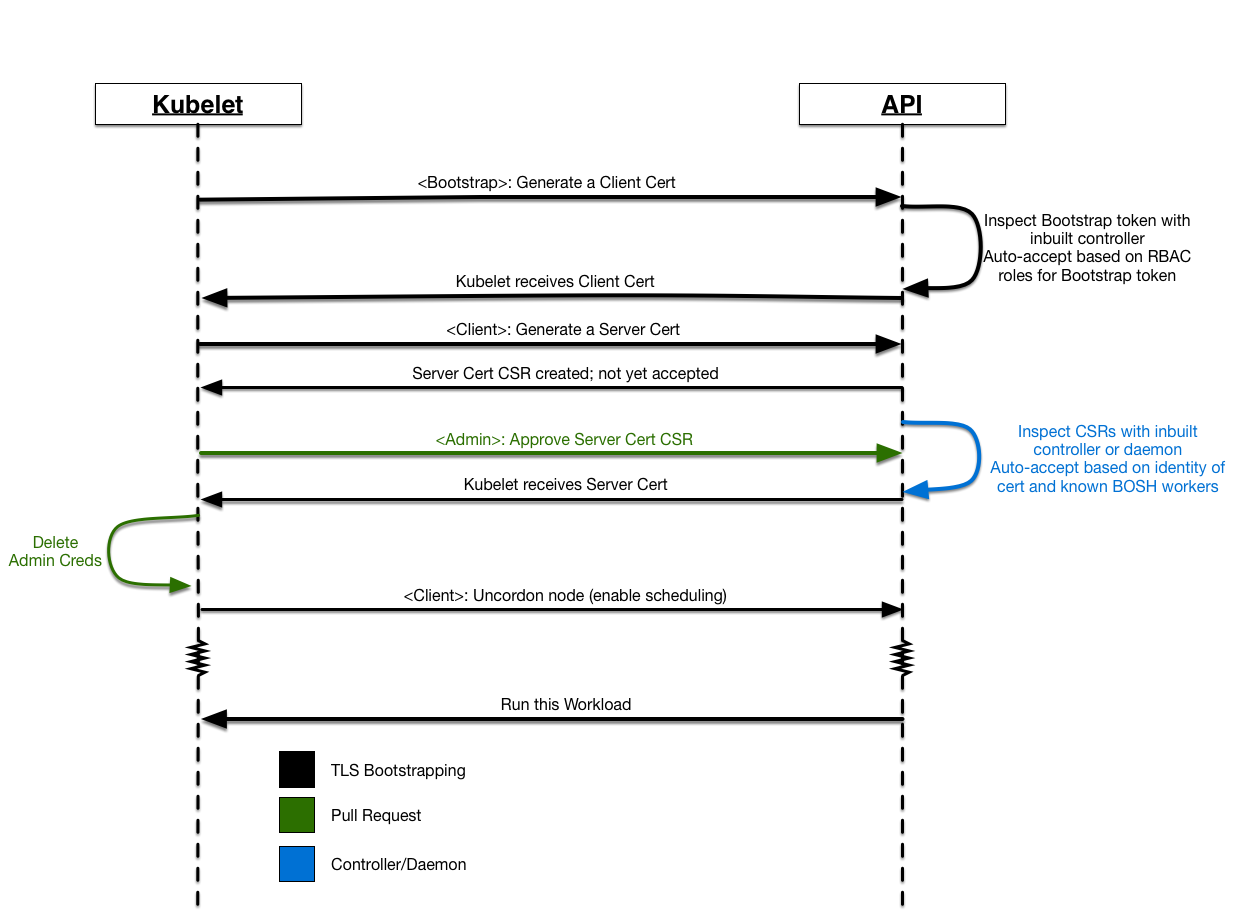 Kubelet
API
<Bootstrap>: Generate a Client Cert
Inspect Bootstrap token with
inbuilt controller
Auto-accept based on RBAC
roles for Bootstrap token
Kubelet receives Client Cert
<Client>: Generate a Server Cert
Server Cert CSR created; not yet accepted
<Admin>: Approve Server Cert CSR
Inspect CSRs with inbuilt
controller or daemon
Auto-accept based on identity of
cert and known BOSH workers
Kubelet receives Server Cert
Delete
Admin Creds
<Client>: Uncordon node (enable scheduling)
Run this Workload
TLS Bootstrapping
Pull Request
Controller/Daemon